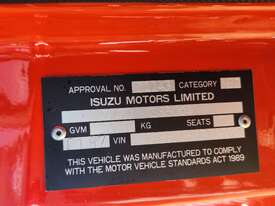 APPROVAL NO. CATEGORY
ISUZU MOTORS LIMITED
GVM KG SEATS
VIN
THIS VEHICLE WAS MANUFACTURED TO COMPLY
WITH THE MOTOR VEHICLE STANDARDS ACT 1989